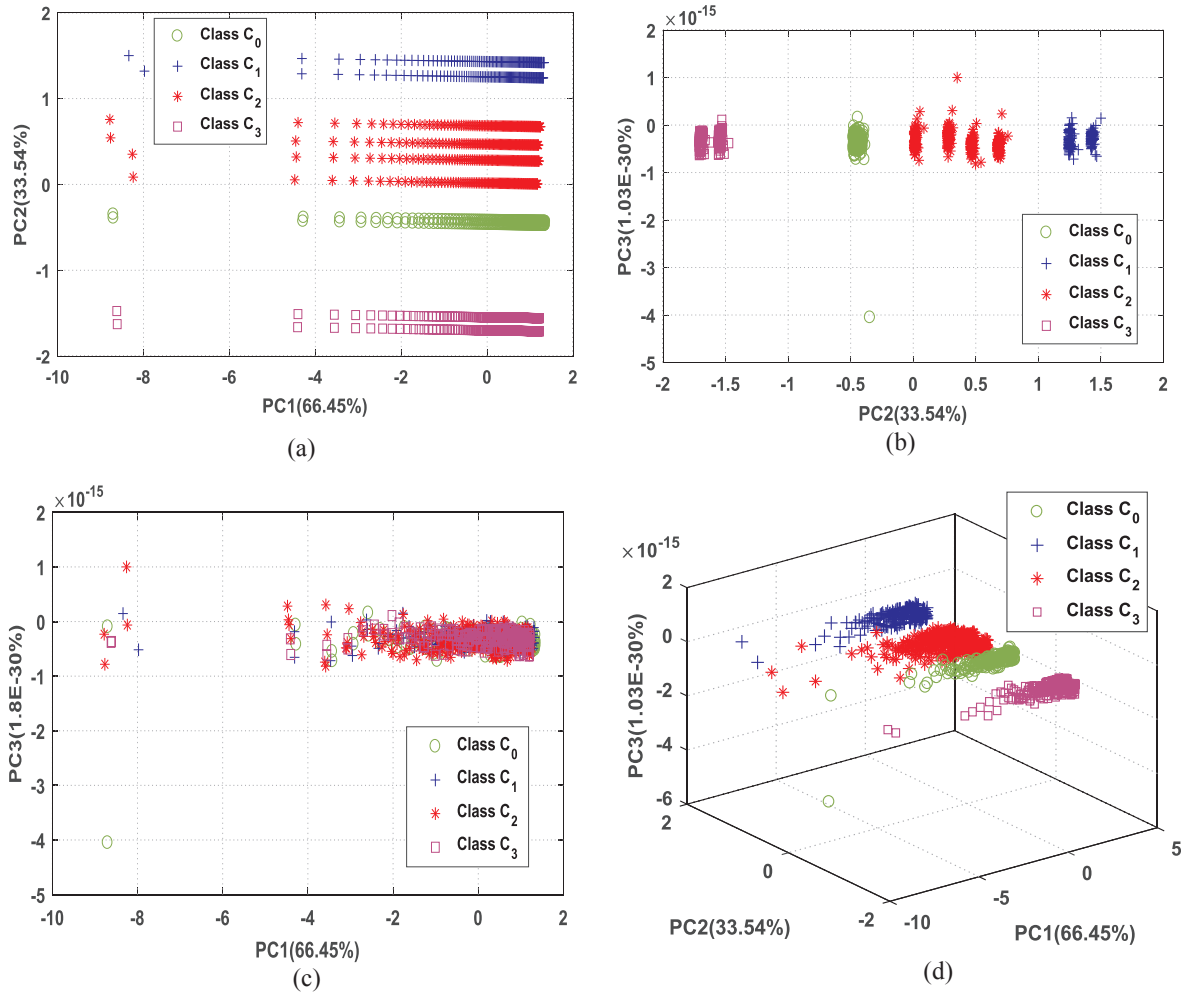 2
1
0
-1
-2
-10
-8
-6
-4
-2
0
2
PC2(33.54%)
PC1(66.45%)
Class C0
Class C1
Class C2
Class C3
(a)
×10-15
2
1
0
-1
-2
-3
-4
-5
-2
-1.5
-1
-0.5
0
0.5
1
1.5
2
PC3(1.03E-30%)
PC2(33.54%)
Class C0
Class C1
Class C2
Class C3
(b)
×10-15
2
1
0
-1
-2
-3
-4
-5
-10
-8
-6
-4
-2
0
2
PC3(1.8E-30%)
PC1(66.45%)
Class C0
Class C1
Class C2
Class C3
(c)
×10-15
2
0
-2
-4
-6
2
0
-2
-10
-5
0
5
PC3(1.03E-30%)
PC2(33.54%)
PC1(66.45%)
Class C0
Class C1
Class C2
Class C3
(d)